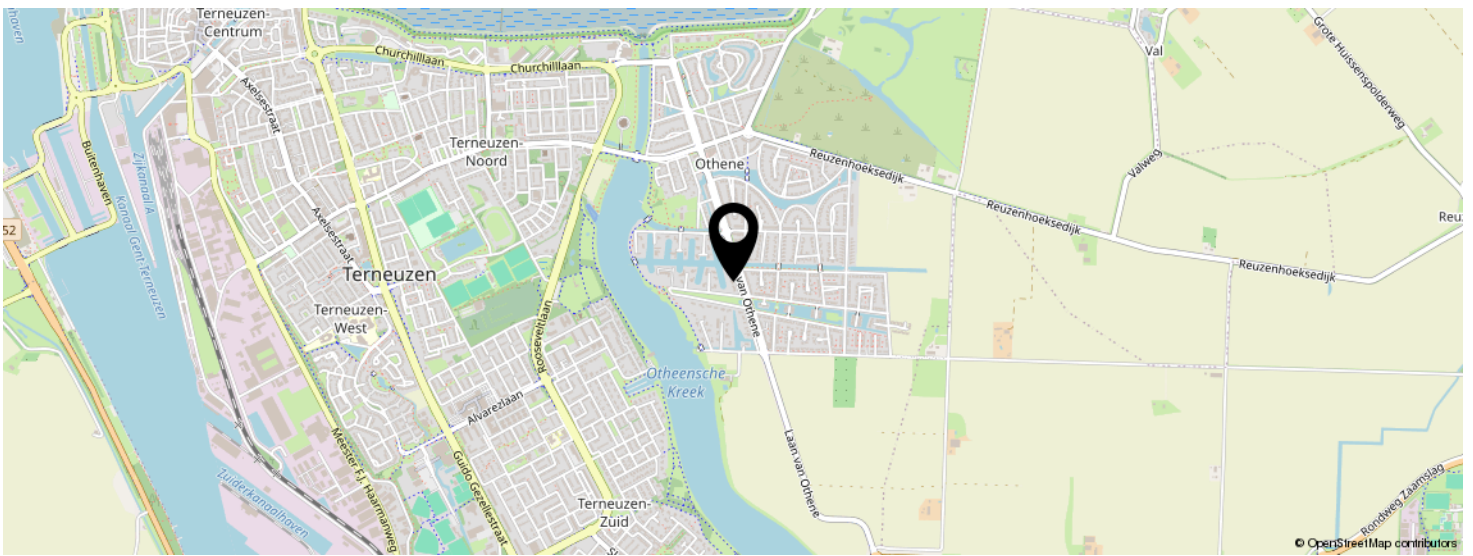 Terneuzen-
Centrum
Churchilllaan
Churchilllaan
Val
Grote Huissenspolderweg
Axelsestraat
Terneuzen-
Noord
Othene
Reuzenhoeksedijk
Valweg
Buitenhaven
Zijkanaal A
Kanaal Gent-Terneuzen
Axelsestraat
Reuzenhoeksedijk
Reuz
52
Reuzenhoeksedijk
Terneuzen
van Othene
Terneuzen-
West
Rooseveltlaan
Otheensche
Kreek
Alvarezlaan
Meester F.J. Haarmanweg
Guido Gezellestraat
Laan van Othene
Zuiderkanaalhaven
Terneuzen-
Zuid
Rondweg Zaamslag
© OpenStreetMap contributors